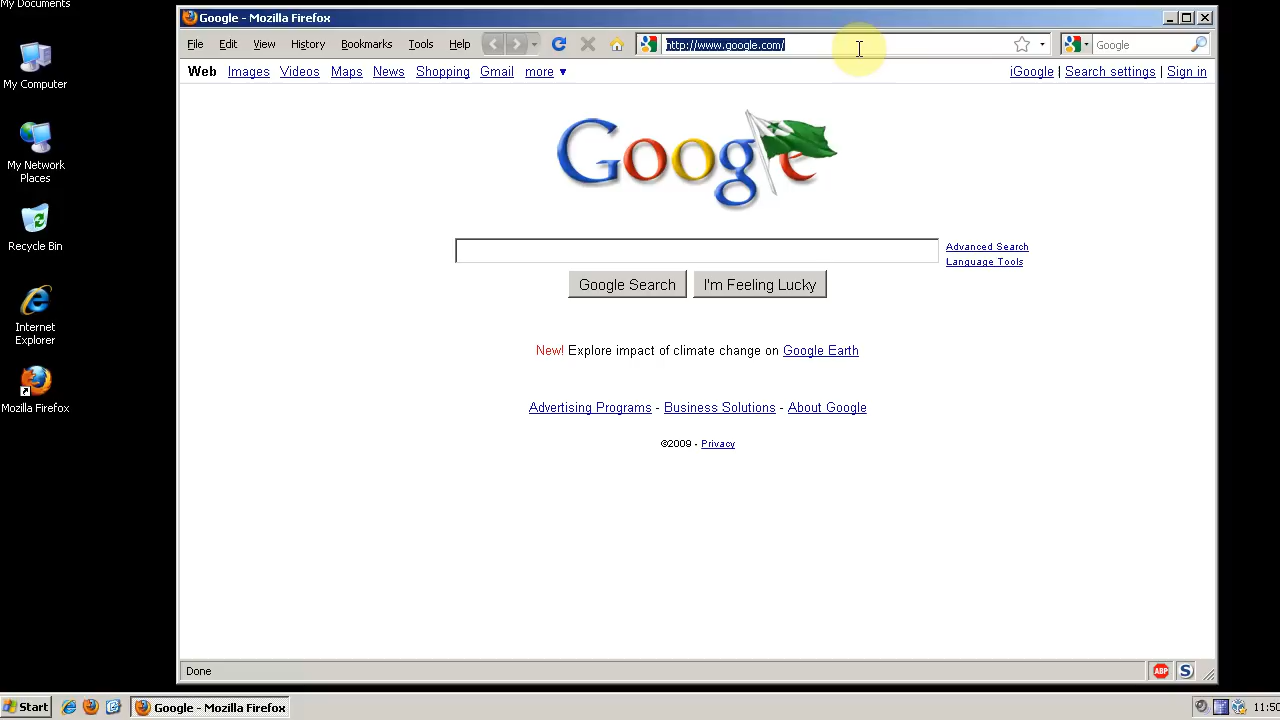 My Documents
My Computer
My Network
Places
Recycle Bin
Internet
Explorer
Mozilla Firefox
Google - Mozilla Firefox
File Edit View History Bookmarks Tools Help http://www.google.com/ Google
Web Images Videos Maps News Shopping Gmail more ▼ iGoogle | Search settings | Sign in
Google
Advanced Search
Language Tools
Google Search I'm Feeling Lucky
New! Explore impact of climate change on Google Earth
Advertising Programs - Business Solutions - About Google
©2009 - Privacy
Done ABP S
Start Google - Mozilla Firefox 11:50